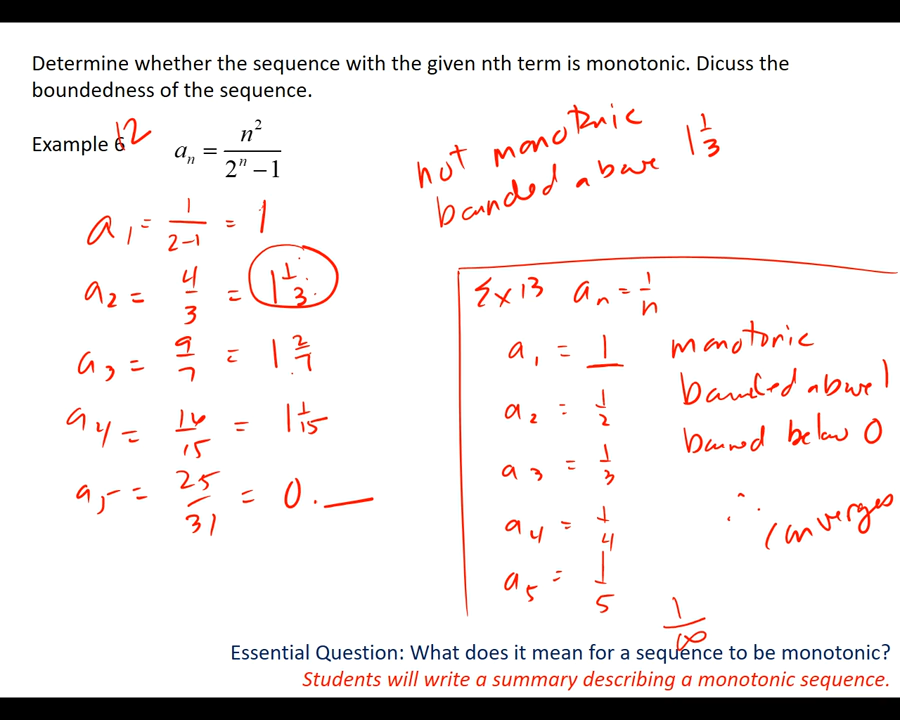 Determine whether the sequence with the given nth term is monotonic. Dicuss the
boundedness of the sequence.
Example 6 12
aₙ = n² / (2ⁿ − 1)
not monotonic
bounded above 1 1/3
a₁ = 1/(2-1) = 1
a₂ = 4/3 = 1 1/3
a₃ = 9/7 = 1 2/7
a₄ = 16/15 = 1 1/15
a₅ = 25/31 = 0.__
Ex 13 aₙ = 1/n
a₁ = 1
a₂ = 1/2
a₃ = 1/3
a₄ = 1/4
a₅ = 1/5
monotonic
bounded above 1
bound below 0
∴ converges
1/∞
Essential Question: What does it mean for a sequence to be monotonic?
Students will write a summary describing a monotonic sequence.